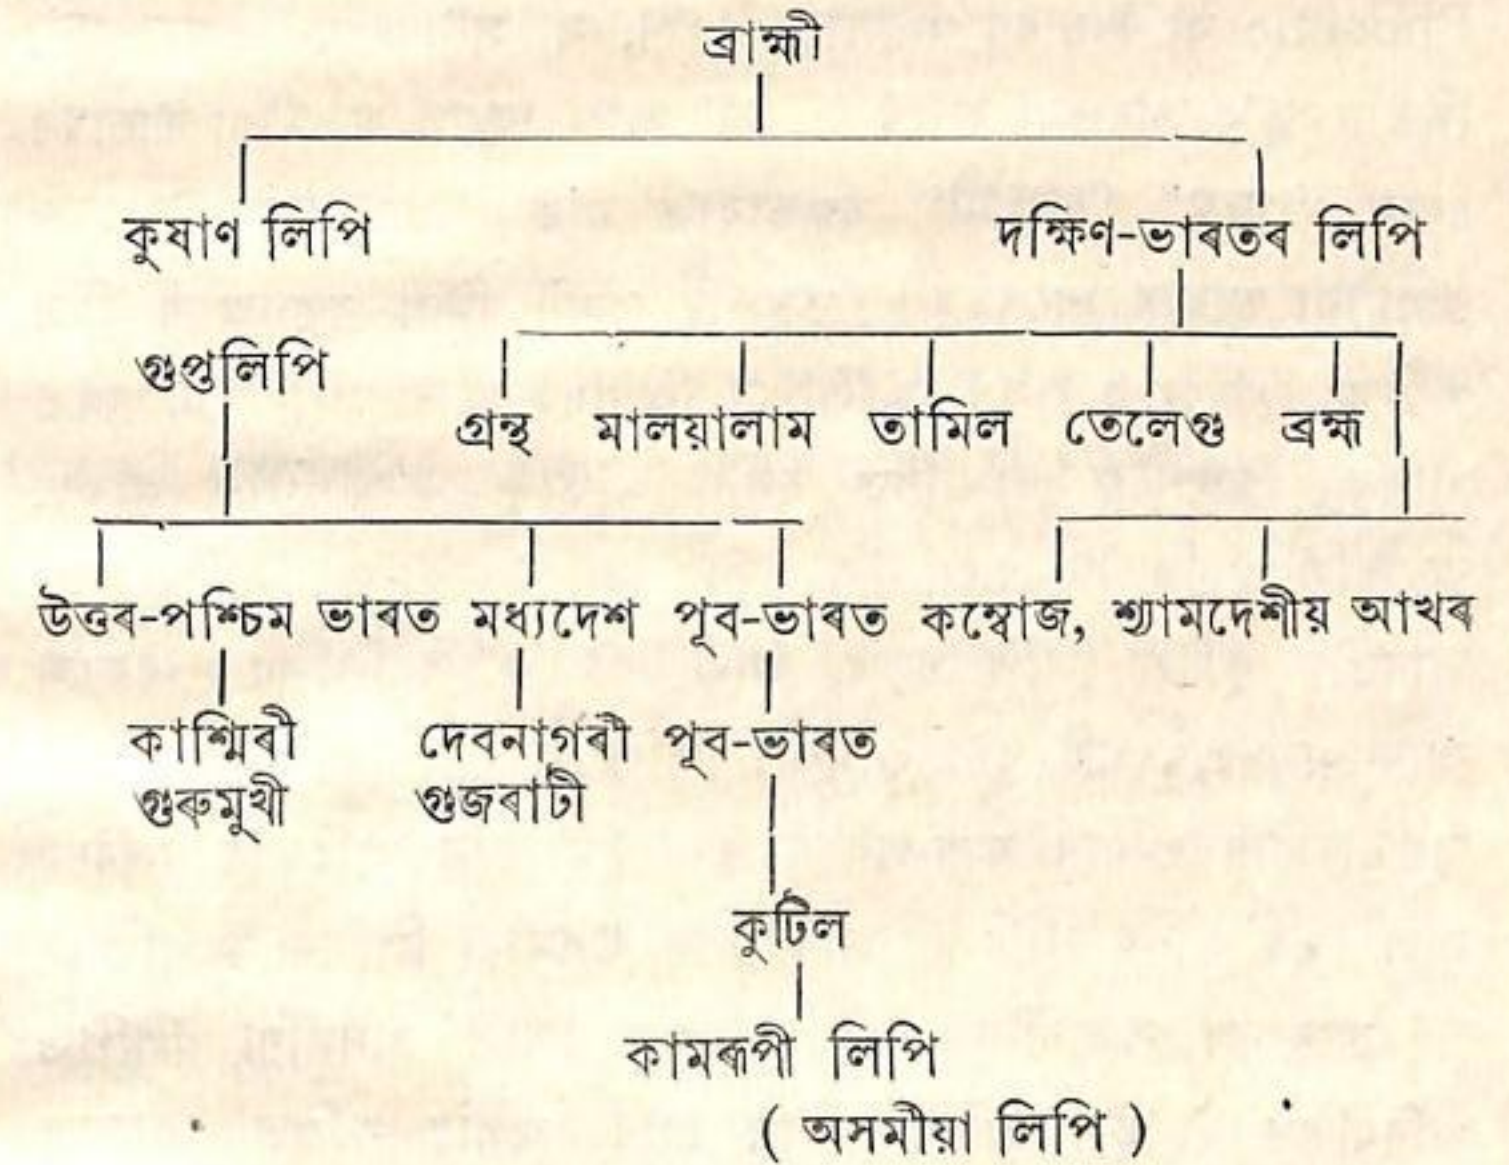 ব্ৰাহ্মী
কুষাণ লিপি দক্ষিণ-ভাৰতৰ লিপি
গুপ্তলিপি
গ্ৰন্থ মালয়ালাম তামিল তেলেগু ব্ৰহ্ম
উত্তৰ-পশ্চিম ভাৰত মধ্যদেশ পূব-ভাৰত কম্বোজ, শ্যামদেশীয় আখৰ
কাশ্মিৰী দেবনাগৰী পূব-ভাৰত
গুৰুমুখী গুজৰাটী
কুটিল
কামৰূপী লিপি
( অসমীয়া লিপি )